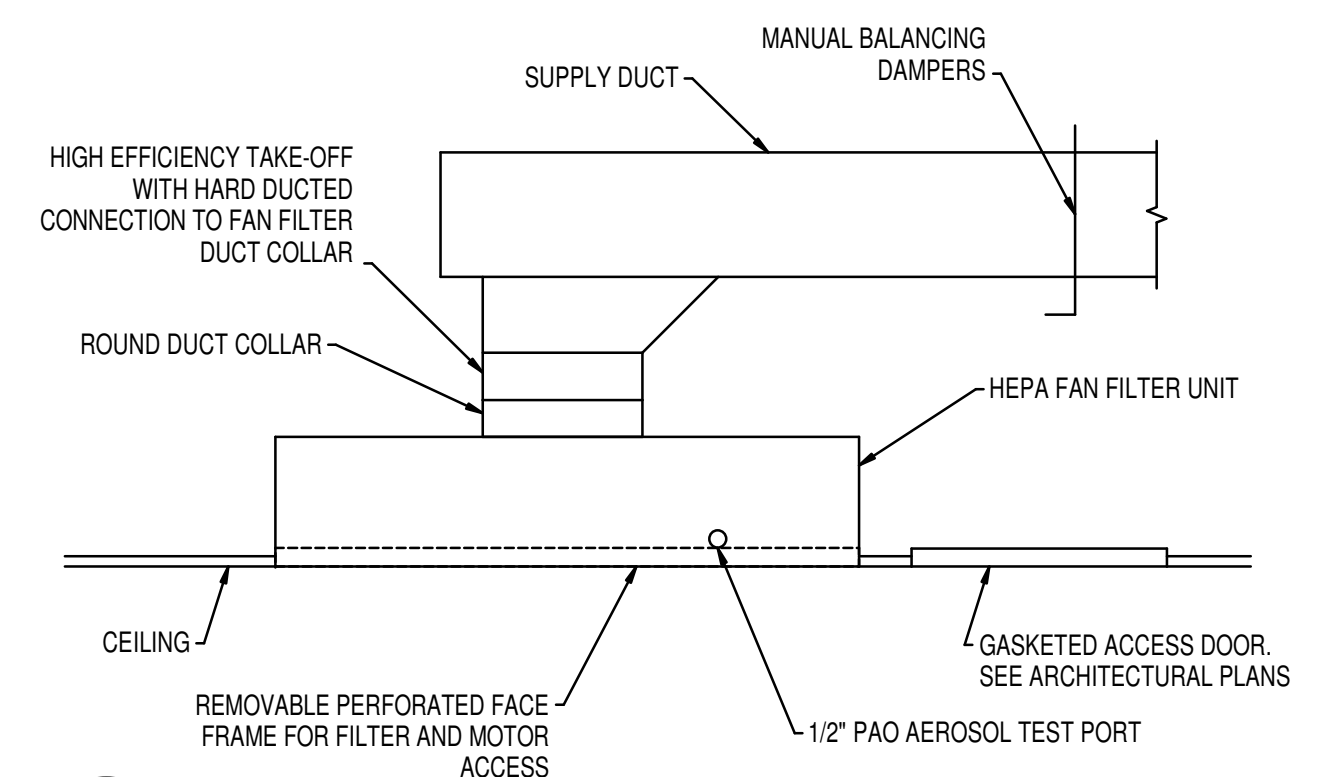 MANUAL BALANCING
DAMPERS
SUPPLY DUCT
HIGH EFFICIENCY TAKE-OFF
WITH HARD DUCTED
CONNECTION TO FAN FILTER
DUCT COLLAR
ROUND DUCT COLLAR
HEPA FAN FILTER UNIT
CEILING
GASKETED ACCESS DOOR.
SEE ARCHITECTURAL PLANS
REMOVABLE PERFORATED FACE
FRAME FOR FILTER AND MOTOR
ACCESS
1/2" PAO AEROSOL TEST PORT